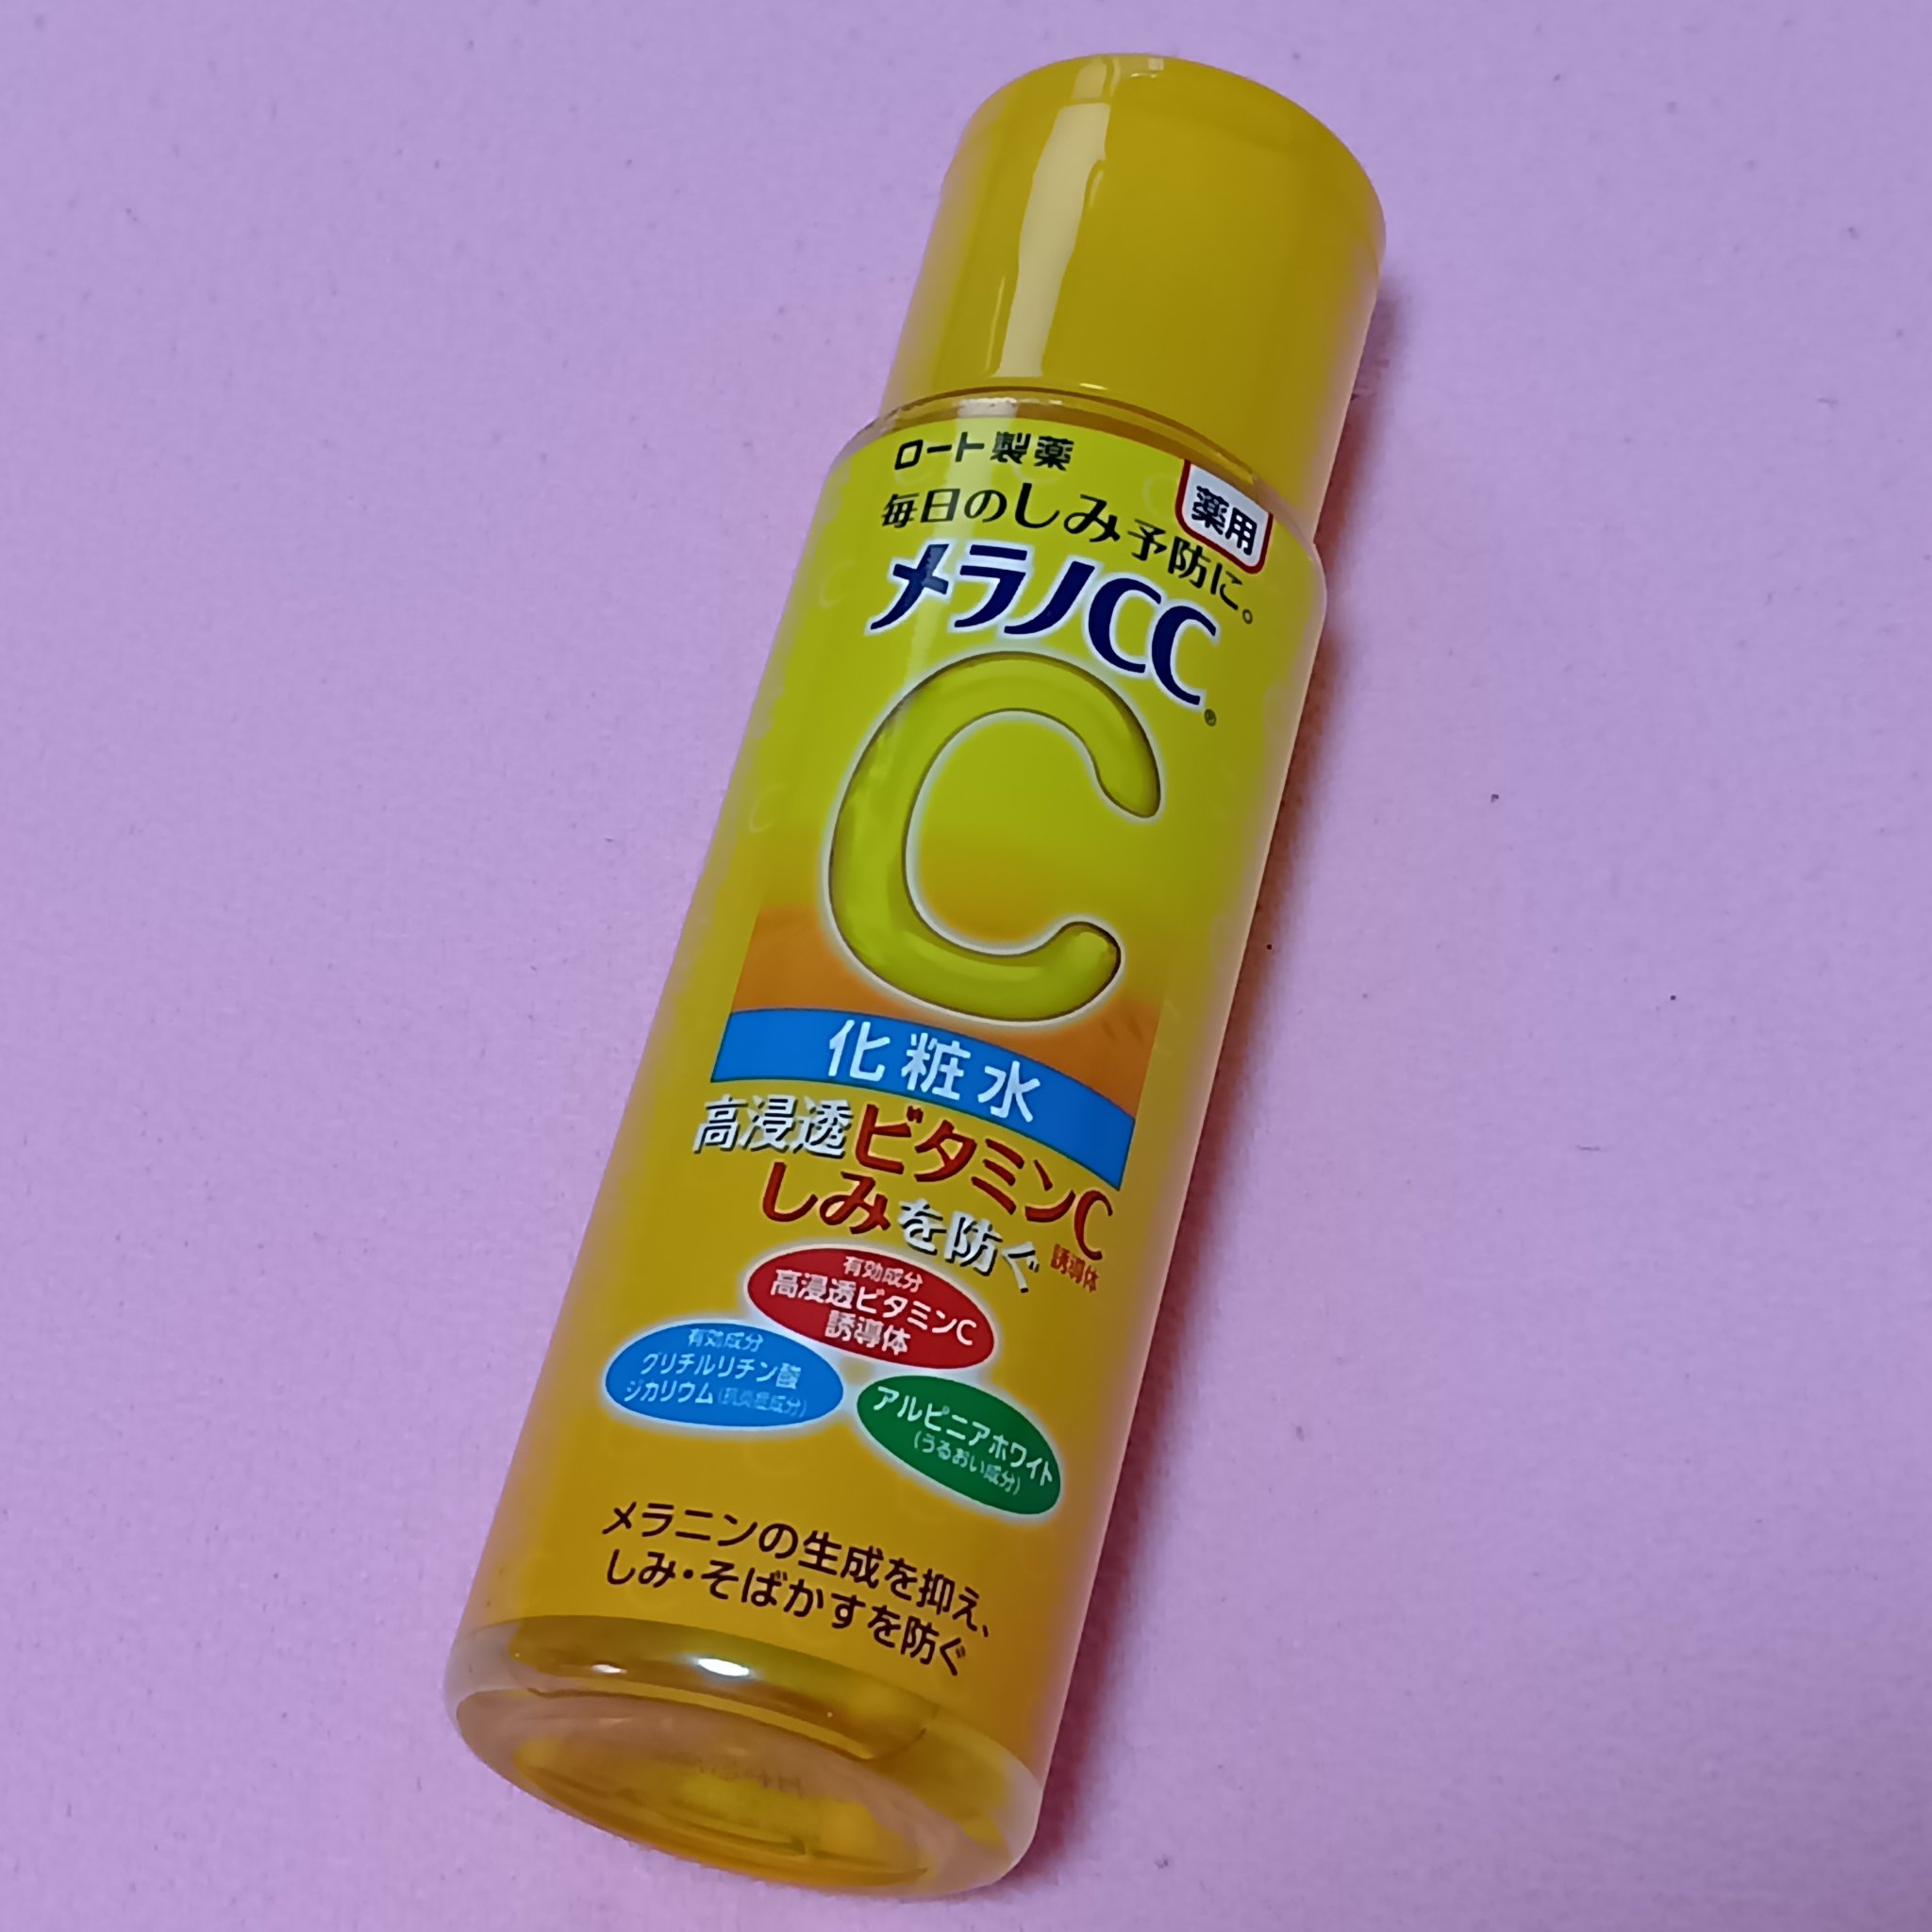 ロート製薬
薬用
毎日のしみ予防に。
メラノCC®
C
化粧水
高浸透ビタミンC
誘導体
しみを防ぐ
有効成分
高浸透ビタミンC
誘導体
有効成分
グリチルリチン酸
ジカリウム(肌炎症成分)
アルピニアホワイト
(うるおい成分)
メラニンの生成を抑え、
しみ・そばかすを防ぐ